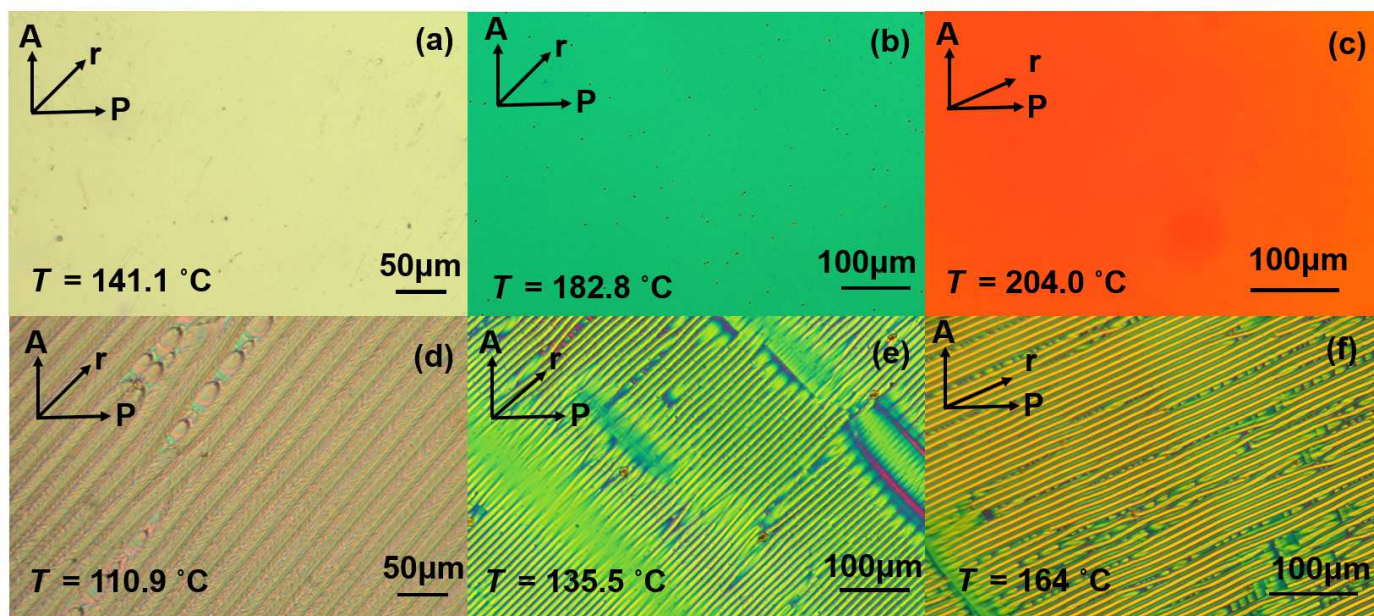 A
r
P
(a)
T = 141.1 °C
50μm
A
r
P
(b)
T = 182.8 °C
100μm
A
r
P
(c)
T = 204.0 °C
100μm
A
r
P
(d)
T = 110.9 °C
50μm
A
r
P
(e)
T = 135.5 °C
100μm
A
r
P
(f)
T = 164 °C
100μm